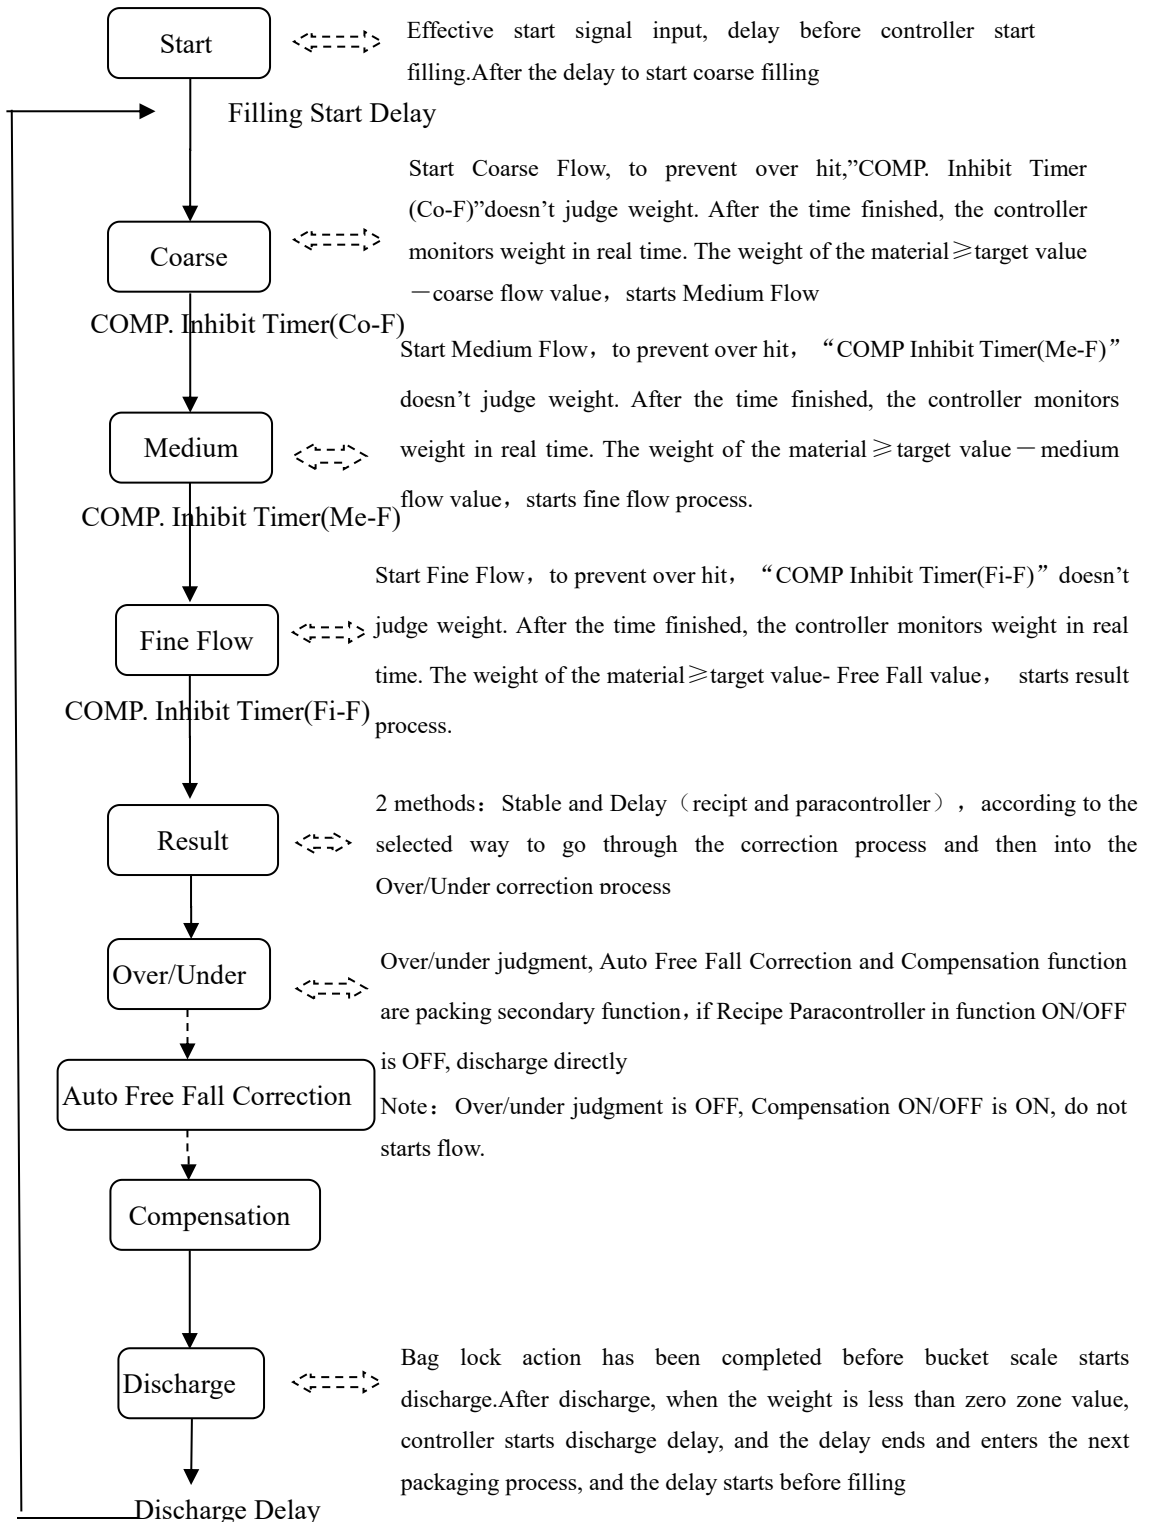 Start
Effective start signal input, delay before controller start
filling.After the delay to start coarse filling
Filling Start Delay
Start Coarse Flow, to prevent over hit,”COMP. Inhibit Timer
(Co-F)”doesn’t judge weight. After the time finished, the controller
monitors weight in real time. The weight of the material≥target value
－coarse flow value，starts Medium Flow
Coarse
COMP. Inhibit Timer(Co-F)
Start Medium Flow，to prevent over hit，“COMP Inhibit Timer(Me-F)”
doesn’t judge weight. After the time finished, the controller monitors
weight in real time. The weight of the material≥target value－medium
flow value，starts fine flow process.
Medium
COMP. Inhibit Timer(Me-F)
Start Fine Flow，to prevent over hit，“COMP Inhibit Timer(Fi-F)”doesn’t
judge weight. After the time finished, the controller monitors weight in real
time. The weight of the material≥target value- Free Fall value， starts result
process.
Fine Flow
COMP. Inhibit Timer(Fi-F)
2 methods：Stable and Delay（recipt and paracontroller），according to the
selected way to go through the correction process and then into the
Over/Under correction process
Result
Over/Under
Over/under judgment, Auto Free Fall Correction and Compensation function
are packing secondary function，if Recipe Paracontroller in function ON/OFF
is OFF, discharge directly
Note：Over/under judgment is OFF, Compensation ON/OFF is ON, do not
starts flow.
Auto Free Fall Correction
Compensation
Discharge
Bag lock action has been completed before bucket scale starts
discharge.After discharge, when the weight is less than zero zone value,
controller starts discharge delay, and the delay ends and enters the next
packaging process, and the delay starts before filling
Discharge Delay